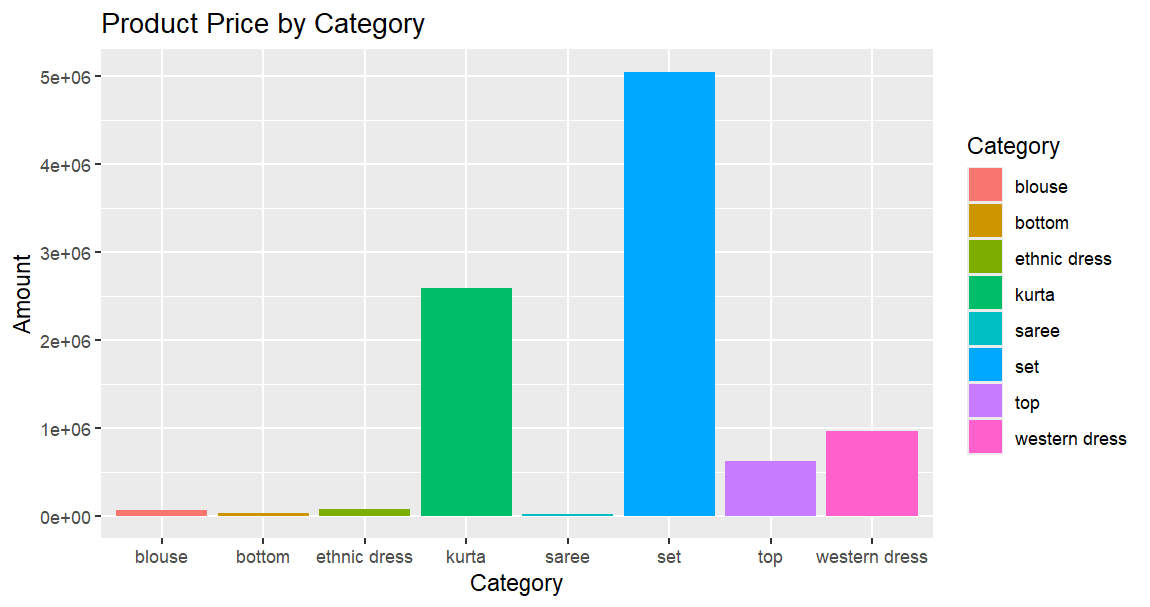 Product Price by Category
5e+06
4e+06
3e+06
2e+06
1e+06
0e+00
Amount
blouse bottom ethnic dress kurta saree set top western dress
Category
Category
blouse
bottom
ethnic dress
kurta
saree
set
top
western dress